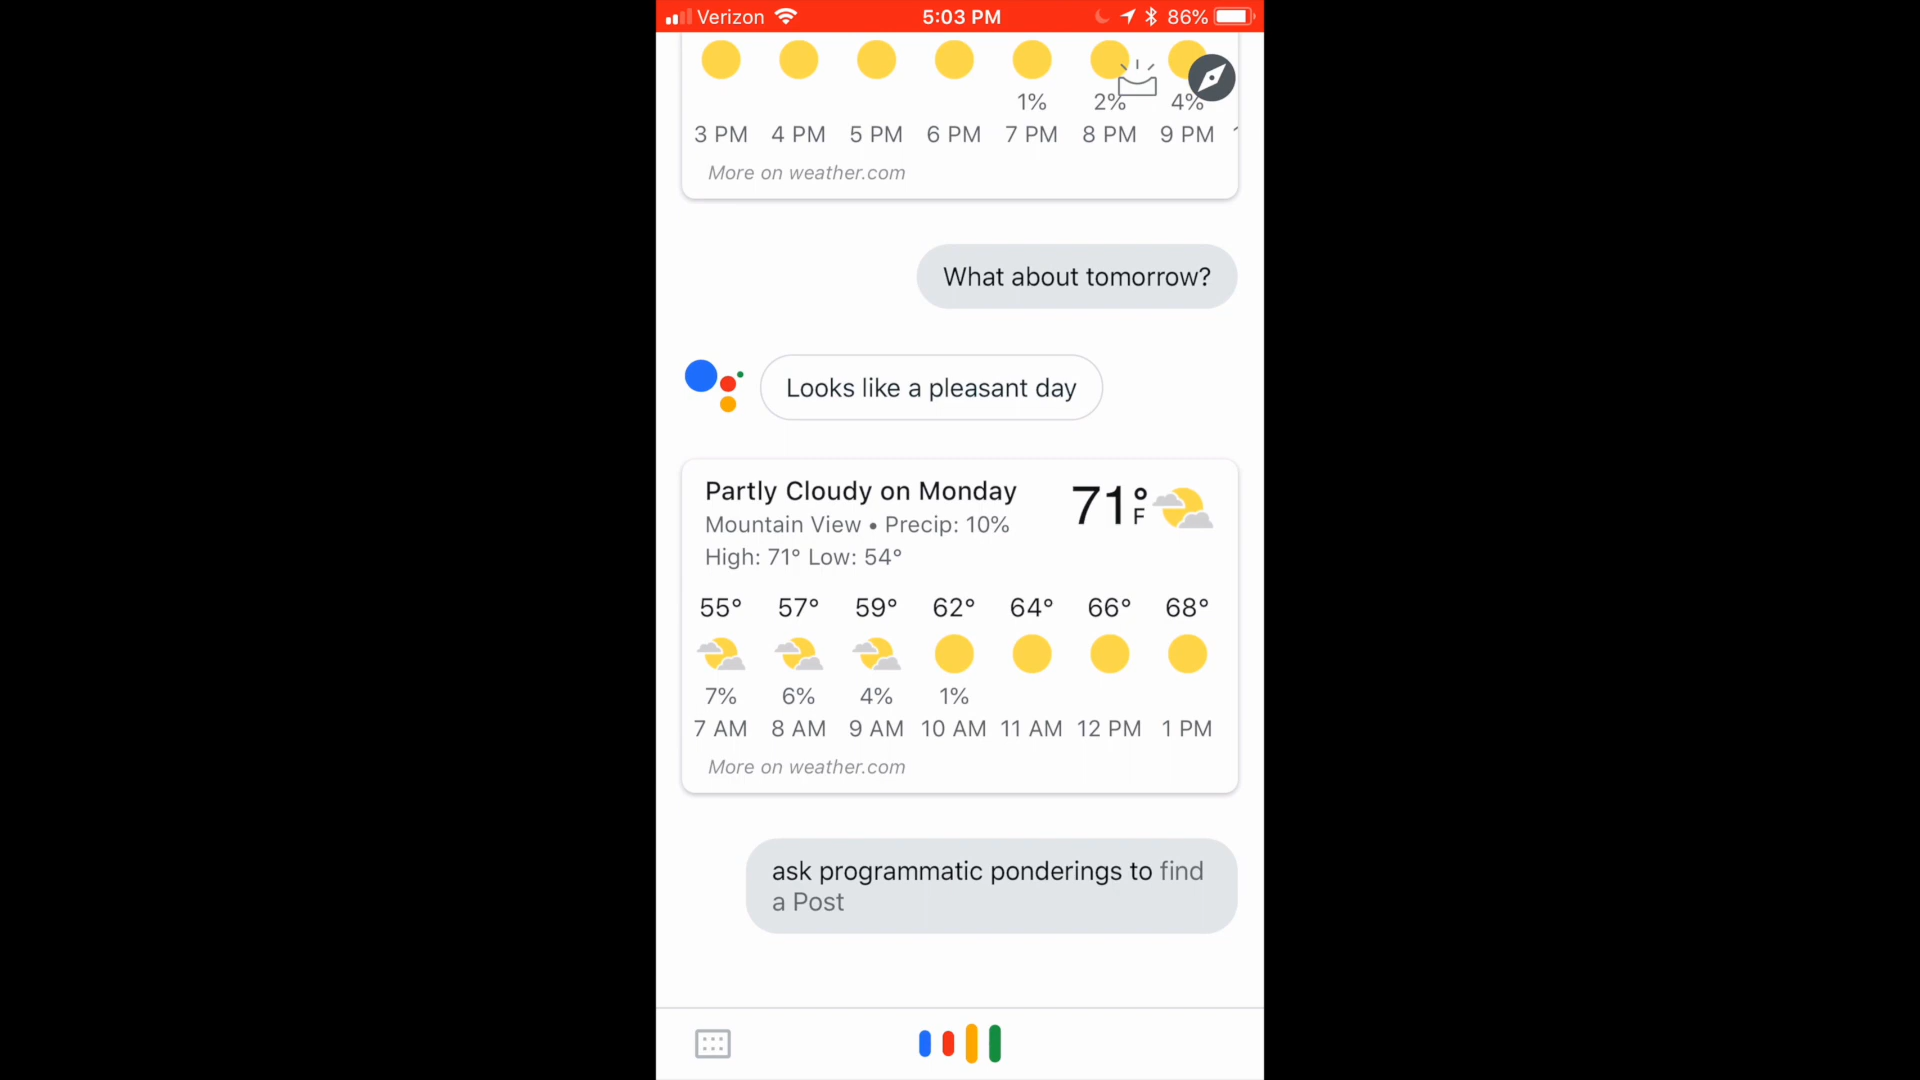 Verizon 5:03 PM 86%
1% 2% 4%
3 PM 4 PM 5 PM 6 PM 7 PM 8 PM 9 PM
More on weather.com
What about tomorrow?
Looks like a pleasant day
Partly Cloudy on Monday
71°F
Mountain View • Precip: 10%
High: 71° Low: 54°
55° 57° 59° 62° 64° 66° 68°
7% 6% 4% 1%
7 AM 8 AM 9 AM 10 AM 11 AM 12 PM 1 PM
More on weather.com
ask programmatic ponderings to find
a Post